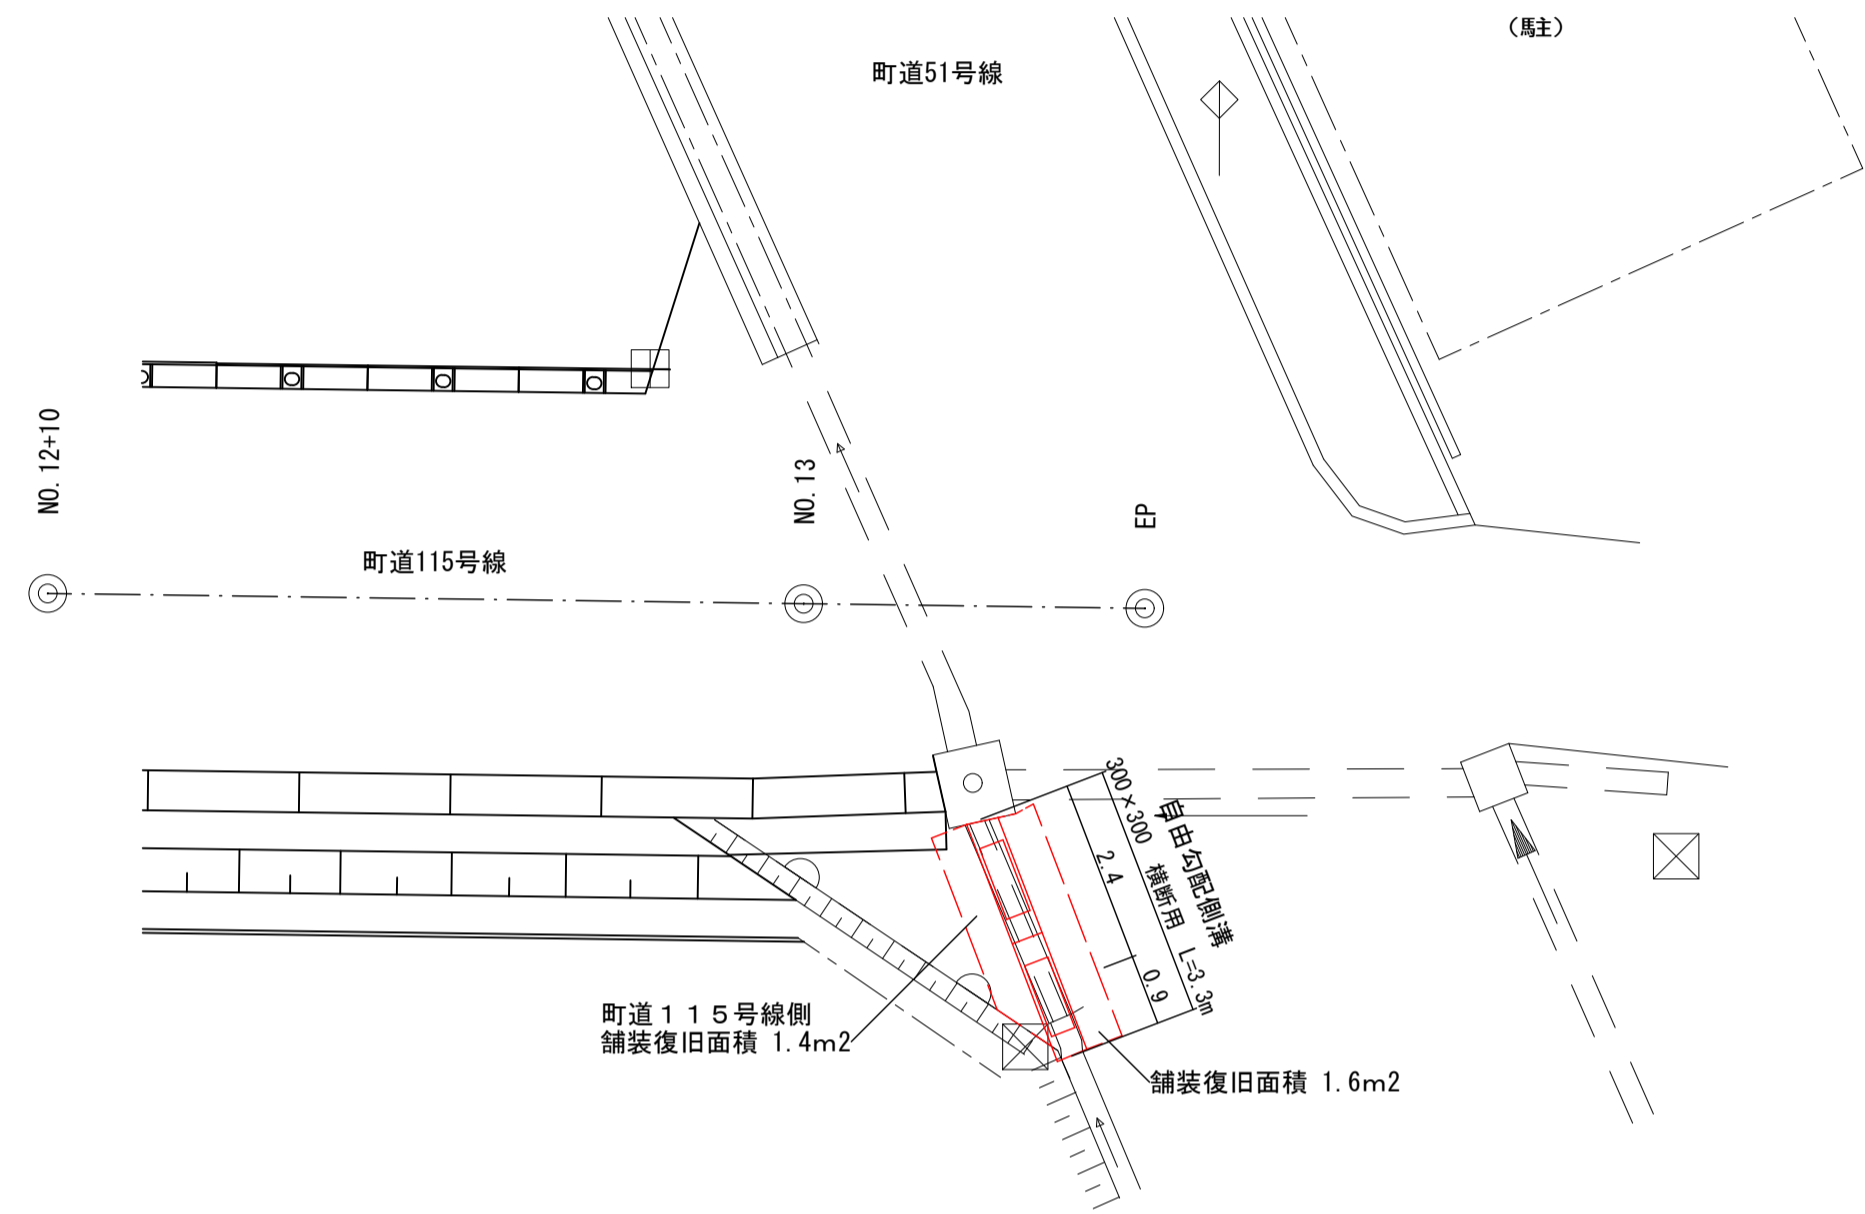 （駐）
町道51号線
NO.12+10
NO.13
EP
町道115号線
自由勾配側溝
300×300　横断用　L=3.3m
2.4
0.9
町道１１５号線側
舗装復旧面積 1.4m2
舗装復旧面積 1.6m2